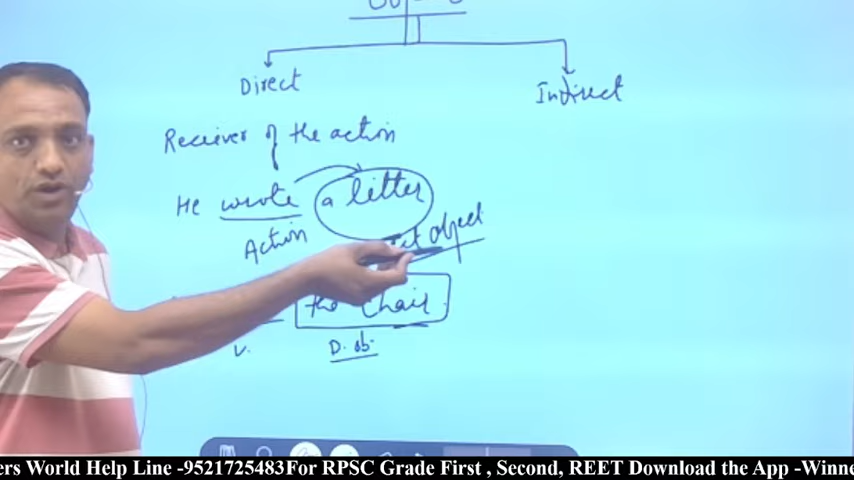 Direct
Indirect
Receiver of the action
He wrote a litter
Action
object
the chair.
V.
D. ob.
ers World Help Line -9521725483For RPSC Grade First , Second, REET Download the App -Winne